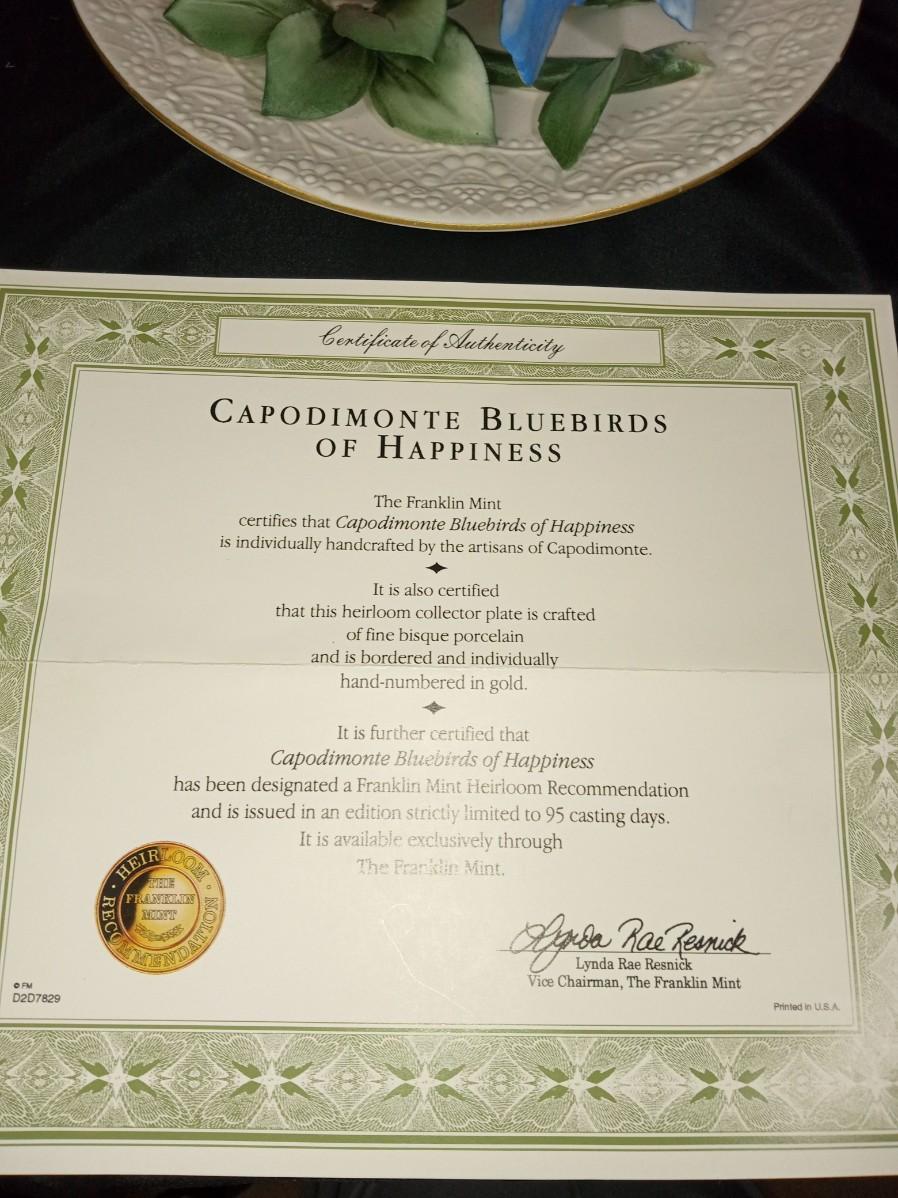 Certificate of Authenticity
CAPODIMONTE BLUEBIRDS
OF HAPPINESS
The Franklin Mint
certifies that Capodimonte Bluebirds of Happiness
is individually handcrafted by the artisans of Capodimonte.
It is also certified
that this heirloom collector plate is crafted
of fine bisque porcelain
and is bordered and individually
hand-numbered in gold.
It is further certified that
Capodimonte Bluebirds of Happiness
has been designated a Franklin Mint Heirloom Recommendation
and is issued in an edition strictly limited to 95 casting days.
It is available exclusively through
The Franklin Mint.
HEIRLOOM
RECOMMENDATION
THE
FRANKLIN
MINT
Lynda Rae Resnick
Lynda Rae Resnick
Vice Chairman, The Franklin Mint
© FM
D2D7829
Printed in U.S.A.